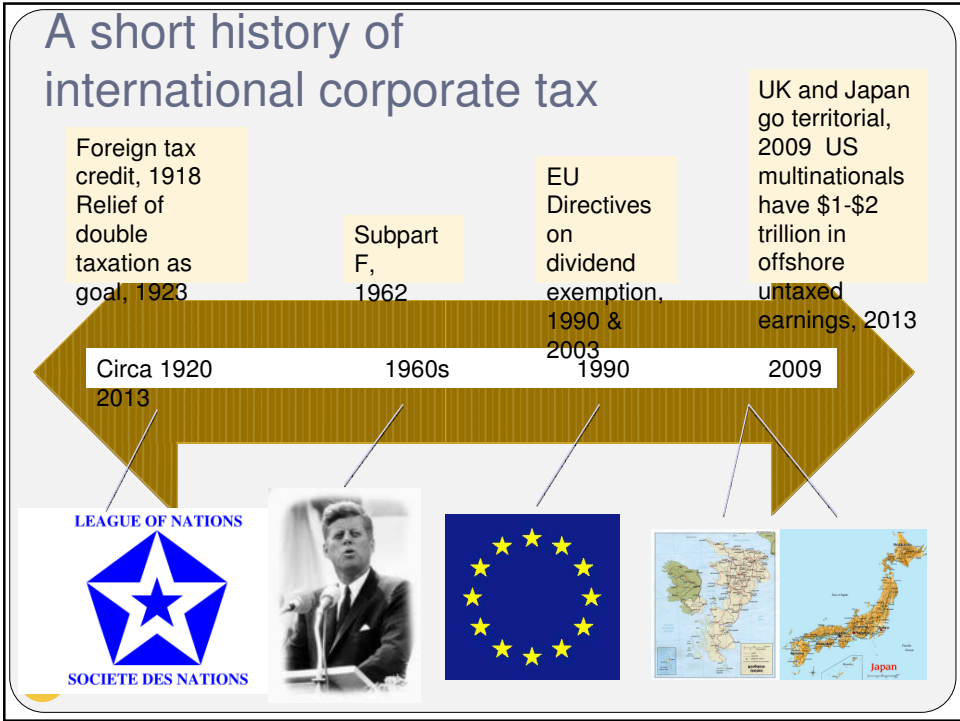 A short history of
international corporate tax
Foreign tax
credit, 1918
Relief of
double
taxation as
goal, 1923
Subpart
F,
1962
EU
Directives
on
dividend
exemption,
1990 &
2003
UK and Japan
go territorial,
2009  US
multinationals
have $1-$2
trillion in
offshore
untaxed
earnings, 2013
Circa 1920 1960s 1990 2009
2013
LEAGUE OF NATIONS
SOCIETE DES NATIONS
Japan